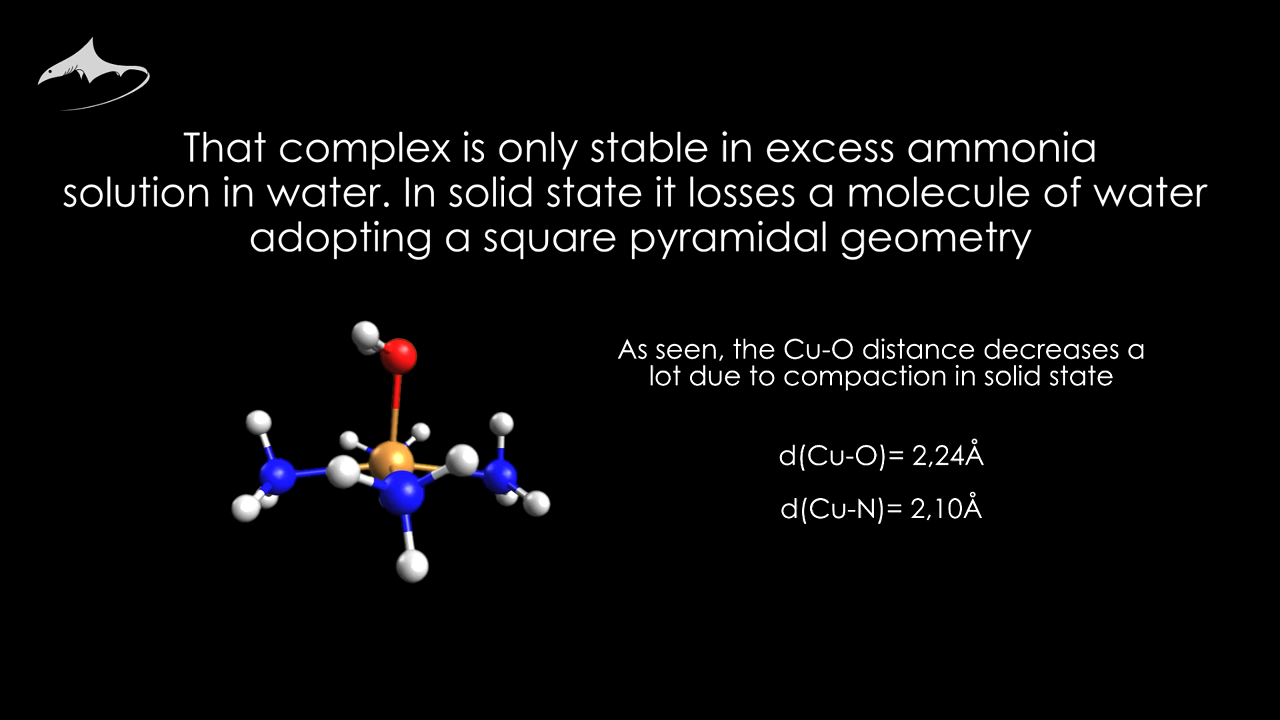 That complex is only stable in excess ammonia
solution in water. In solid state it losses a molecule of water
adopting a square pyramidal geometry
As seen, the Cu-O distance decreases a
lot due to compaction in solid state
d(Cu-O)= 2,24Å
d(Cu-N)= 2,10Å